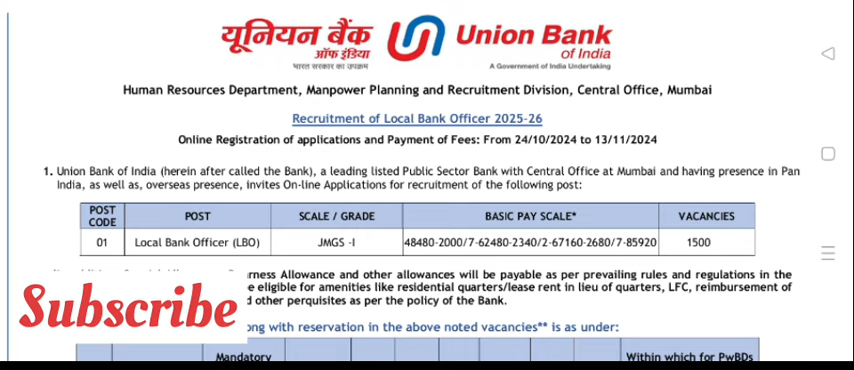 यूनियन बैंक Union Bank
ऑफ इंडिया of India
भारत सरकार का उपक्रम A Government of India Undertaking
Human Resources Department, Manpower Planning and Recruitment Division, Central Office, Mumbai
Recruitment of Local Bank Officer 2025-26
Online Registration of applications and Payment of Fees: From 24/10/2024 to 13/11/2024
1. Union Bank of India (herein after called the Bank), a leading listed Public Sector Bank with Central Office at Mumbai and having presence in Pan
India, as well as, overseas presence, invites On-line Applications for recruitment of the following post:
POST CODE POST SCALE / GRADE BASIC PAY SCALE* VACANCIES
01 Local Bank Officer (LBO) JMGS -I 48480-2000/7-62480-2340/2-67160-2680/7-85920 1500
Allowance and other allowances will be payable as per prevailing rules and regulations in the
eligible for amenities like residential quarters/lease rent in lieu of quarters, LFC, reimbursement of
other perquisites as per the policy of the Bank.
Subscribe
with reservation in the above noted vacancies** is as under:
Mandatory Within which for PwBDs